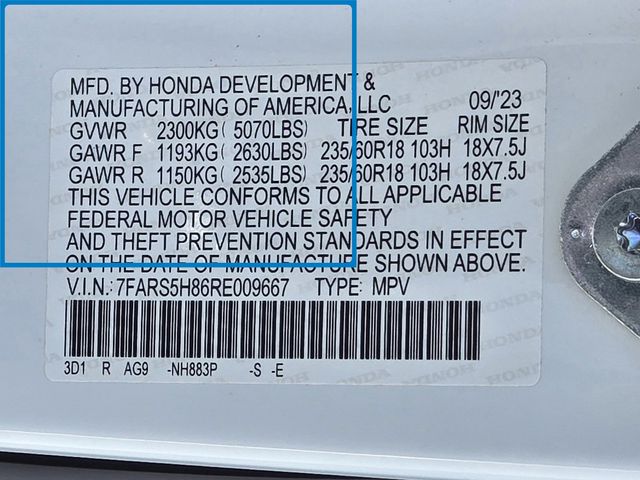 MFD. BY HONDA DEVELOPMENT &
MANUFACTURING OF AMERICA, LLC 09/'23
GVWR 2300KG( 5070LBS) TIRE SIZE RIM SIZE
GAWR F 1193KG( 2630LBS) 235/60R18 103H 18X7.5J
GAWR R 1150KG( 2535LBS) 235/60R18 103H 18X7.5J
THIS VEHICLE CONFORMS TO ALL APPLICABLE
FEDERAL MOTOR VEHICLE SAFETY
AND THEFT PREVENTION STANDARDS IN EFFECT
ON THE DATE OF MANUFACTURE SHOWN ABOVE.
V.I.N.:7FARS5H86RE009667 TYPE: MPV
3D1 R AG9 -NH883P -S -E